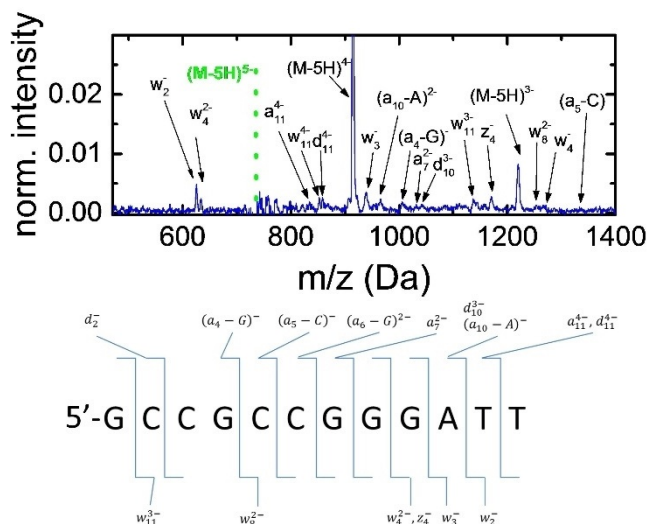 norm. intensity
0.02
0.01
0.00
w₂⁻
w₄²⁻
(M-5H)⁵⁻
a₁₁⁴⁻
w₁₁⁴⁻
d₁₁⁴⁻
(M-5H)⁴⁻
w₃⁻
(a₁₀-A)²⁻
(a₄-G)⁻
a₇²⁻
d₁₀³⁻
w₁₁³⁻
z₄⁻
(M-5H)³⁻
w₈²⁻
w₄⁻
(a₅-C)⁻
600 800 1000 1200 1400
m/z (Da)
d₂⁻ (a₄ − G)⁻ (a₅ − C)⁻ (a₆ − G)²⁻ a₇²⁻ d₁₀³⁻
(a₁₀ − A)⁻ a₁₁⁴⁻, d₁₁⁴⁻
5'-G C C G C C G G G A T T
w₁₁³⁻ w₄²⁻, z₄⁻ w₃⁻ w₂⁻